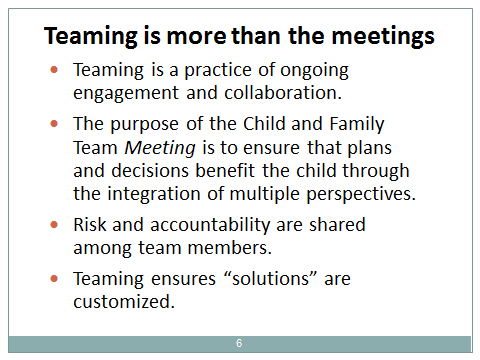 Teaming is more than the meetings
• Teaming is a practice of ongoing
engagement and collaboration.
• The purpose of the Child and Family
Team Meeting is to ensure that plans
and decisions benefit the child through
the integration of multiple perspectives.
• Risk and accountability are shared
among team members.
• Teaming ensures “solutions” are
customized.
6